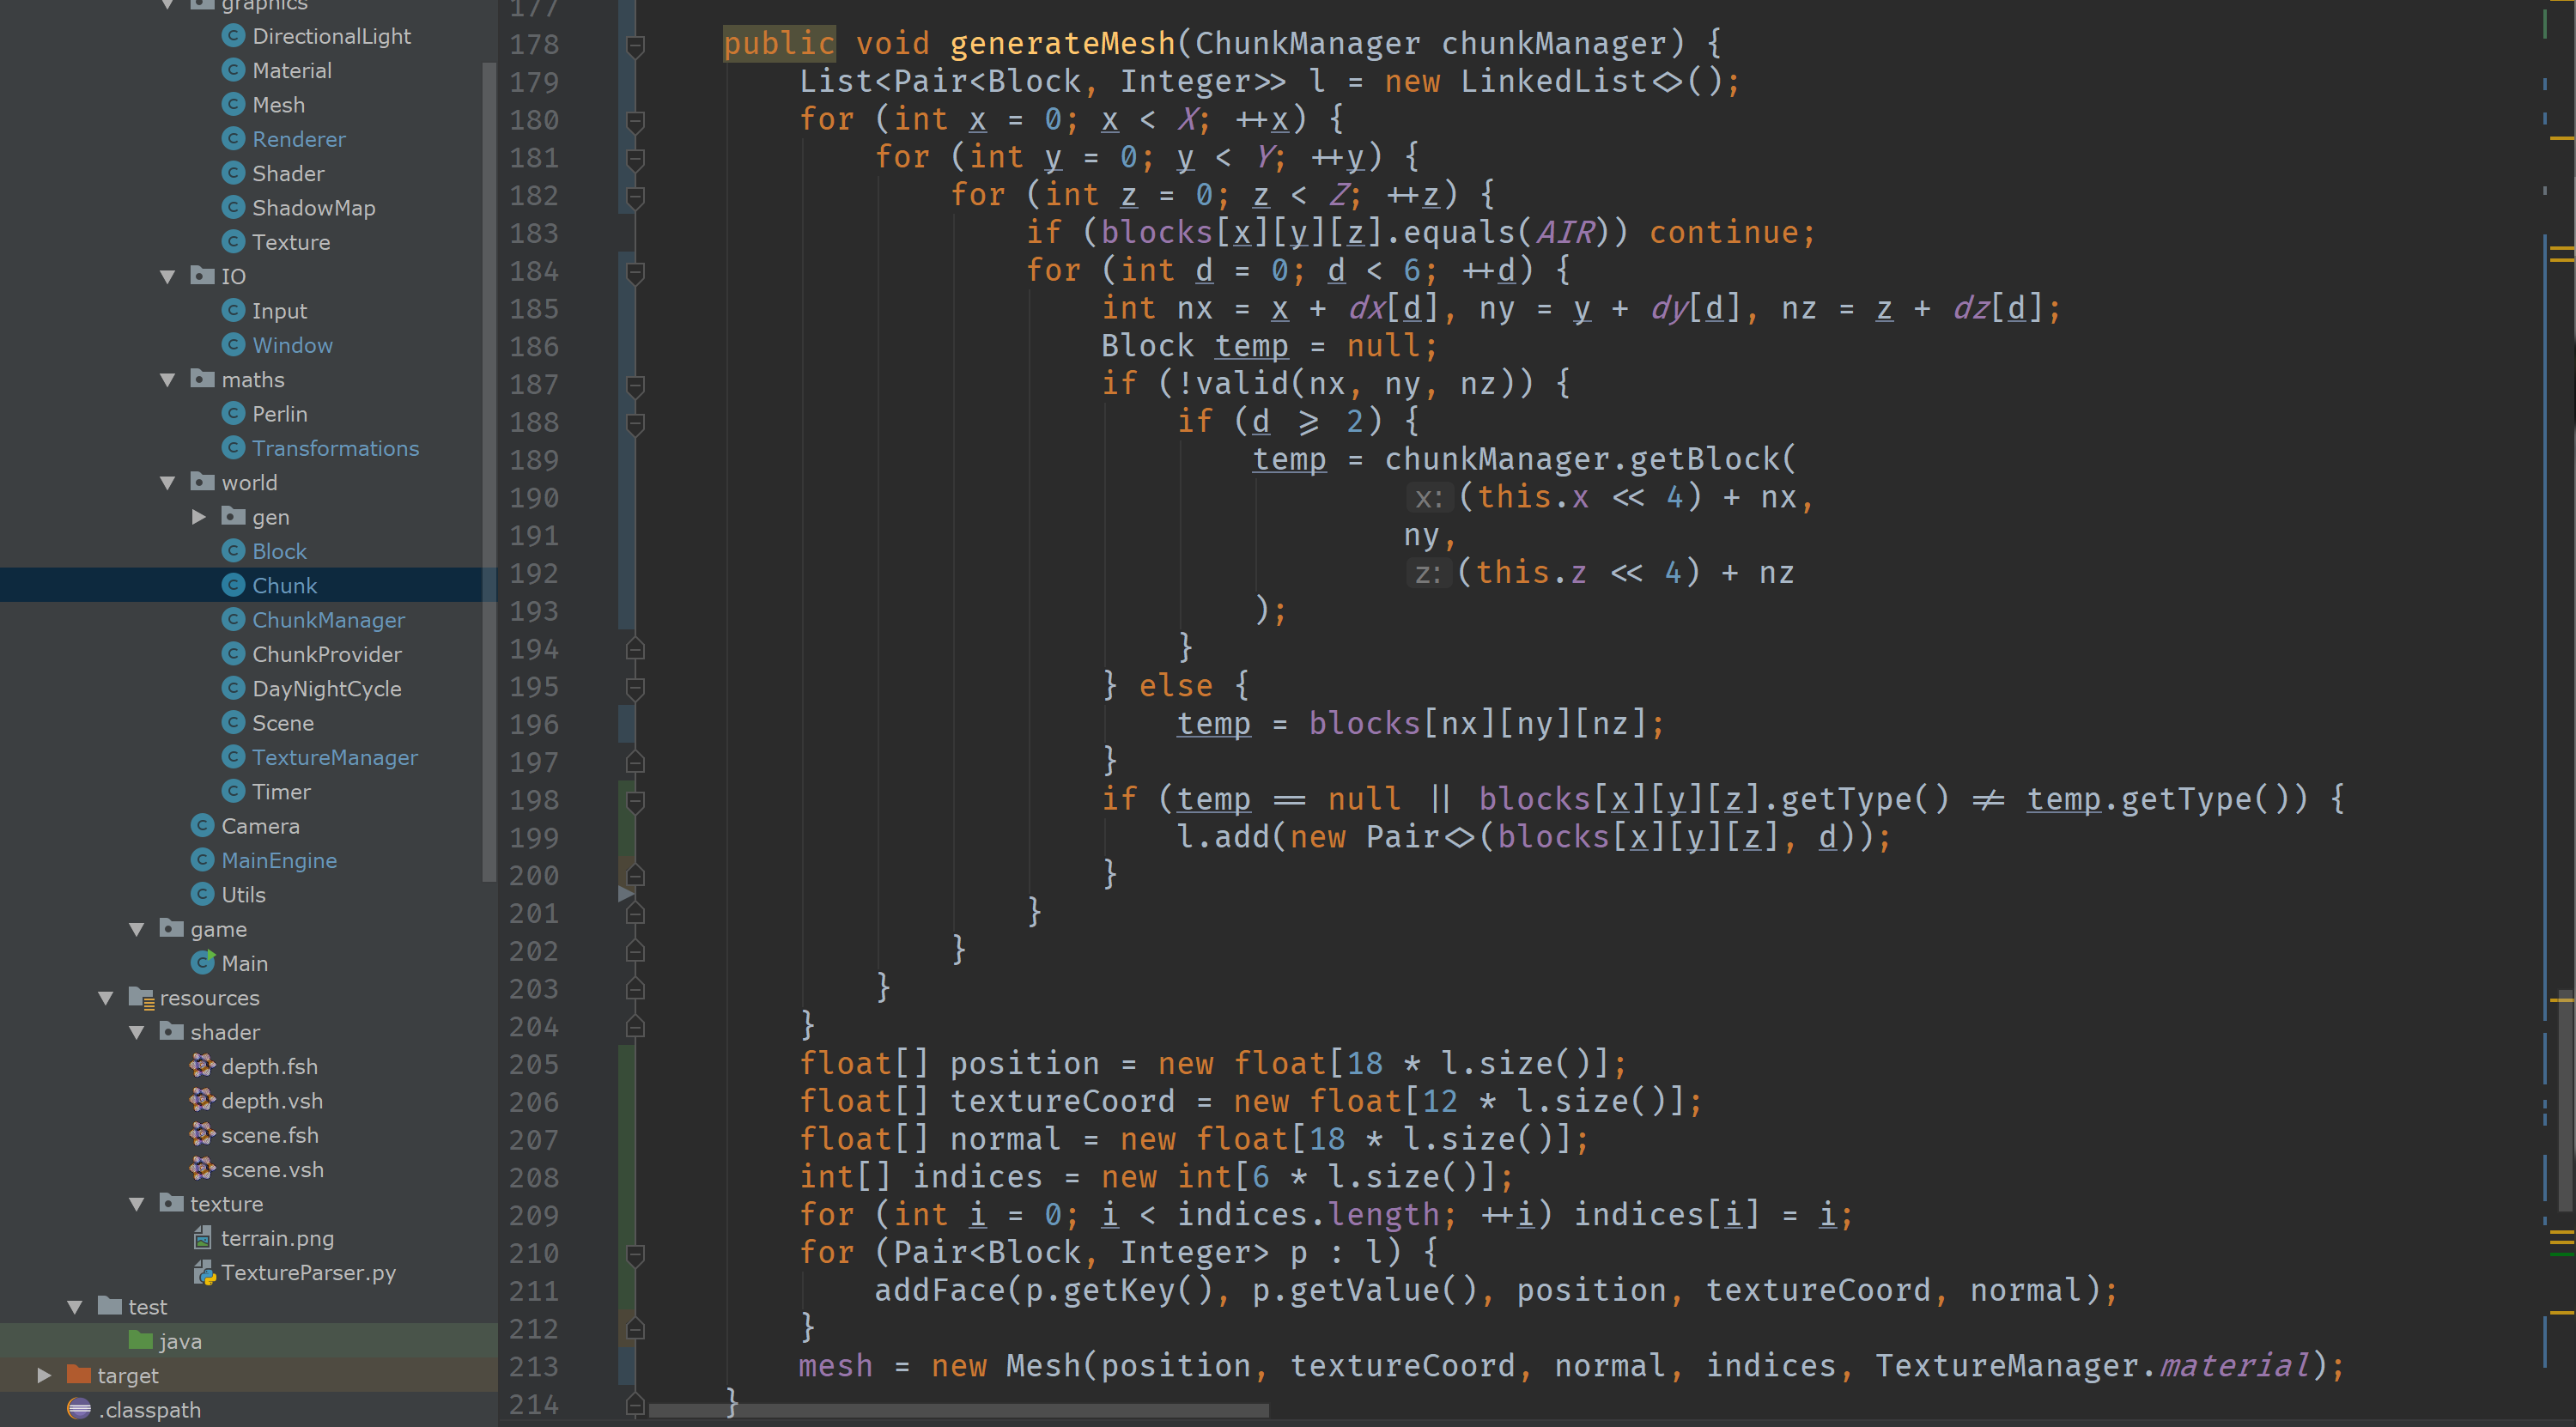 graphics
DirectionalLight
Material
Mesh
Renderer
Shader
ShadowMap
Texture
IO
Input
Window
maths
Perlin
Transformations
world
gen
Block
Chunk
ChunkManager
ChunkProvider
DayNightCycle
Scene
TextureManager
Timer
Camera
MainEngine
Utils
game
Main
resources
shader
depth.fsh
depth.vsh
scene.fsh
scene.vsh
texture
terrain.png
TextureParser.py
test
java
target
.classpath
177
178 public void generateMesh(ChunkManager chunkManager) {
179 List<Pair<Block, Integer>> l = new LinkedList<>();
180 for (int x = 0; x < X; ++x) {
181 for (int y = 0; y < Y; ++y) {
182 for (int z = 0; z < Z; ++z) {
183 if (blocks[x][y][z].equals(AIR)) continue;
184 for (int d = 0; d < 6; ++d) {
185 int nx = x + dx[d], ny = y + dy[d], nz = z + dz[d];
186 Block temp = null;
187 if (!valid(nx, ny, nz)) {
188 if (d >= 2) {
189 temp = chunkManager.getBlock(
190 x: (this.x << 4) + nx,
191 ny,
192 z: (this.z << 4) + nz
193 );
194 }
195 } else {
196 temp = blocks[nx][ny][nz];
197 }
198 if (temp == null || blocks[x][y][z].getType() != temp.getType()) {
199 l.add(new Pair<>(blocks[x][y][z], d));
200 }
201 }
202 }
203 }
204 }
205 float[] position = new float[18 * l.size()];
206 float[] textureCoord = new float[12 * l.size()];
207 float[] normal = new float[18 * l.size()];
208 int[] indices = new int[6 * l.size()];
209 for (int i = 0; i < indices.length; ++i) indices[i] = i;
210 for (Pair<Block, Integer> p : l) {
211 addFace(p.getKey(), p.getValue(), position, textureCoord, normal);
212 }
213 mesh = new Mesh(position, textureCoord, normal, indices, TextureManager.material);
214 }